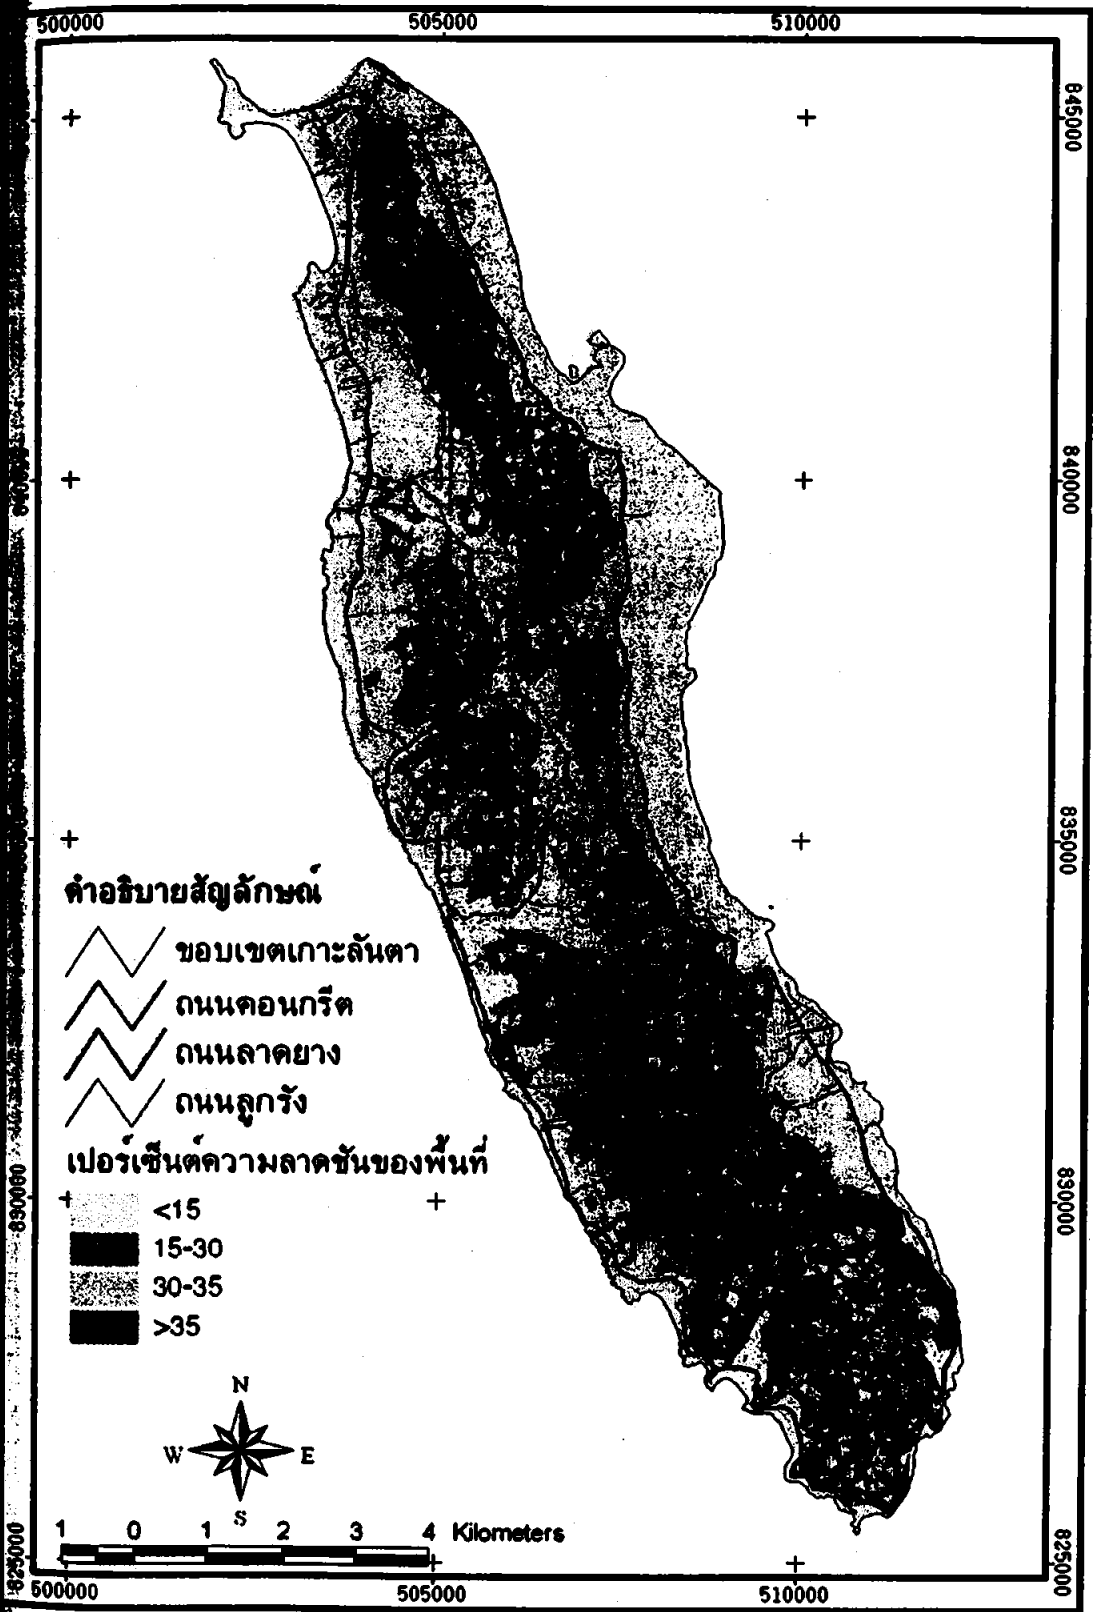 500000 505000 510000
845000
840000
835000
830000
825000
คำอธิบายสัญลักษณ์
ขอบเขตเกาะลันตา
ถนนคอนกรีต
ถนนลาดยาง
ถนนลูกรัง
เปอร์เซ็นต์ความลาดชันของพื้นที่
<15
15-30
30-35
>35
N
W E
S
1 0 1 2 3 4 Kilometers
500000 505000 510000